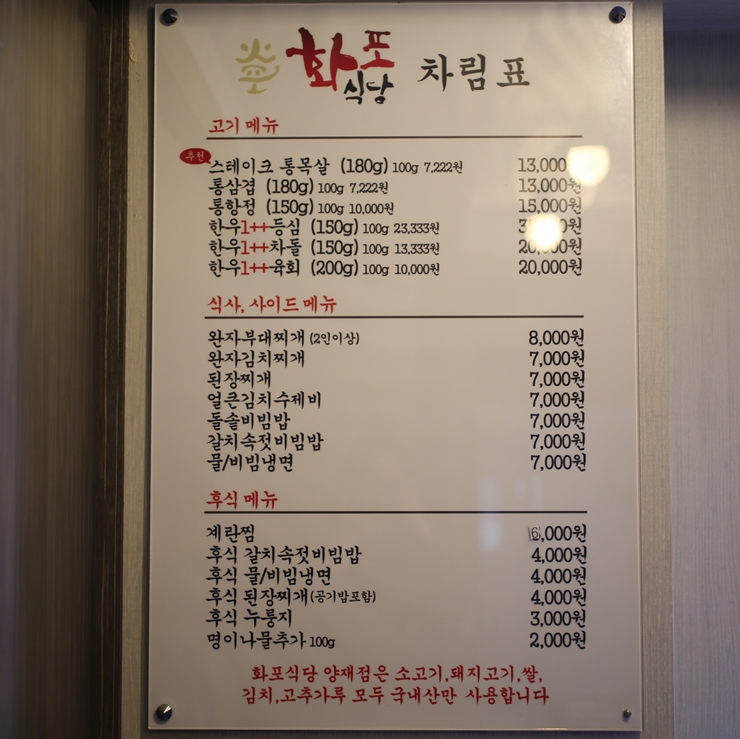 화포식당 차림표
고기 메뉴
추천
스테이크 통목살 (180g) 100g 7,222원 13,000
통삼겹 (180g) 100g 7,222원 13,000원
통항정 (150g) 100g 10,000원 15,000원
한우1++등심 (150g) 100g 23,333원
한우1++차돌 (150g) 100g 13,333원 20,000원
한우1++육회 (200g) 100g 10,000원 20,000원
식사, 사이드 메뉴
완자부대찌개 (2인이상) 8,000원
완자김치찌개 7,000원
된장찌개 7,000원
얼큰김치수제비 7,000원
돌솥비빔밥 7,000원
갈치속젓비빔밥 7,000원
물/비빔냉면 7,000원
후식 메뉴
계란찜 6,000원
후식 갈치속젓비빔밥 4,000원
후식 물/비빔냉면 4,000원
후식 된장찌개(공기밥포함) 4,000원
후식 누룽지 3,000원
명이나물추가 100g 2,000원
화포식당 양재점은 소고기,돼지고기,쌀,
김치,고추가루 모두 국내산만 사용합니다